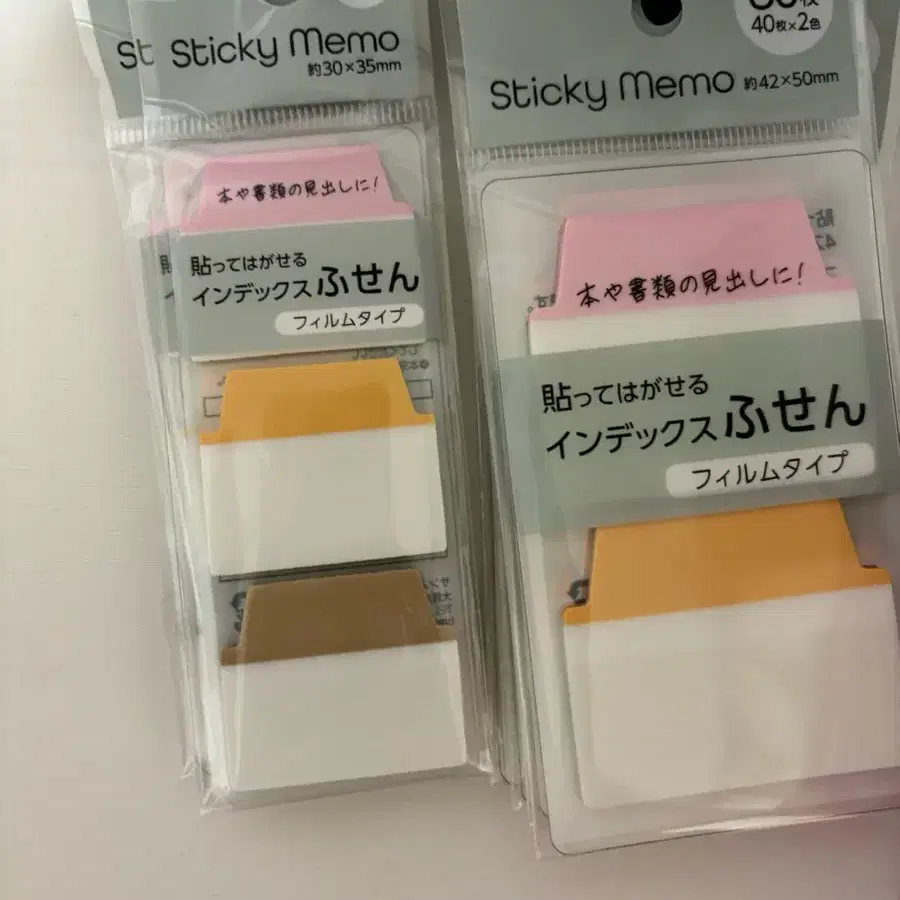 St
Sticky Memo
約30×35mm
本や書類の見出しに!
貼ってはがせる
インデックスふせん
フィルムタイプ
40枚×2色
Sticky Memo 約42×50mm
本や書類の見出しに!
貼ってはがせる
インデックスふせん
フィルムタイプ